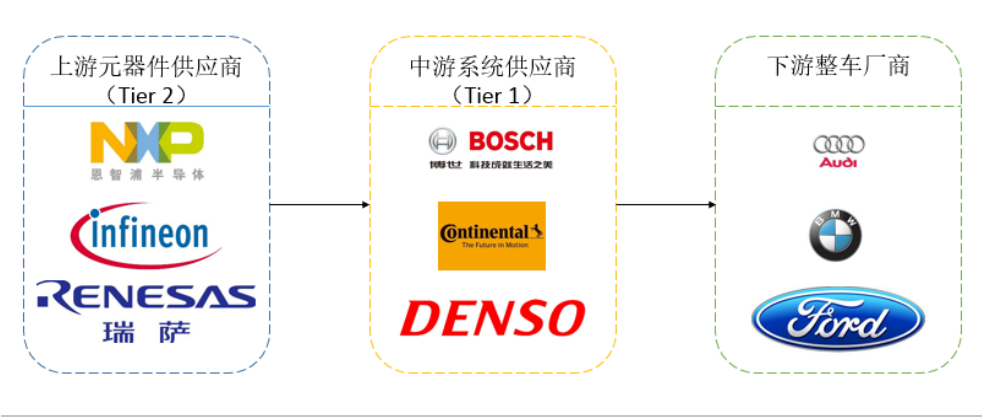 上游元器件供应商
（Tier 2）
NXP
恩智浦半导体
infineon
RENESAS
瑞萨
中游系统供应商
（Tier 1）
BOSCH
博世 科技成就生活之美
Continental
The Future in Motion
DENSO
下游整车厂商
Audi
BMW
Ford